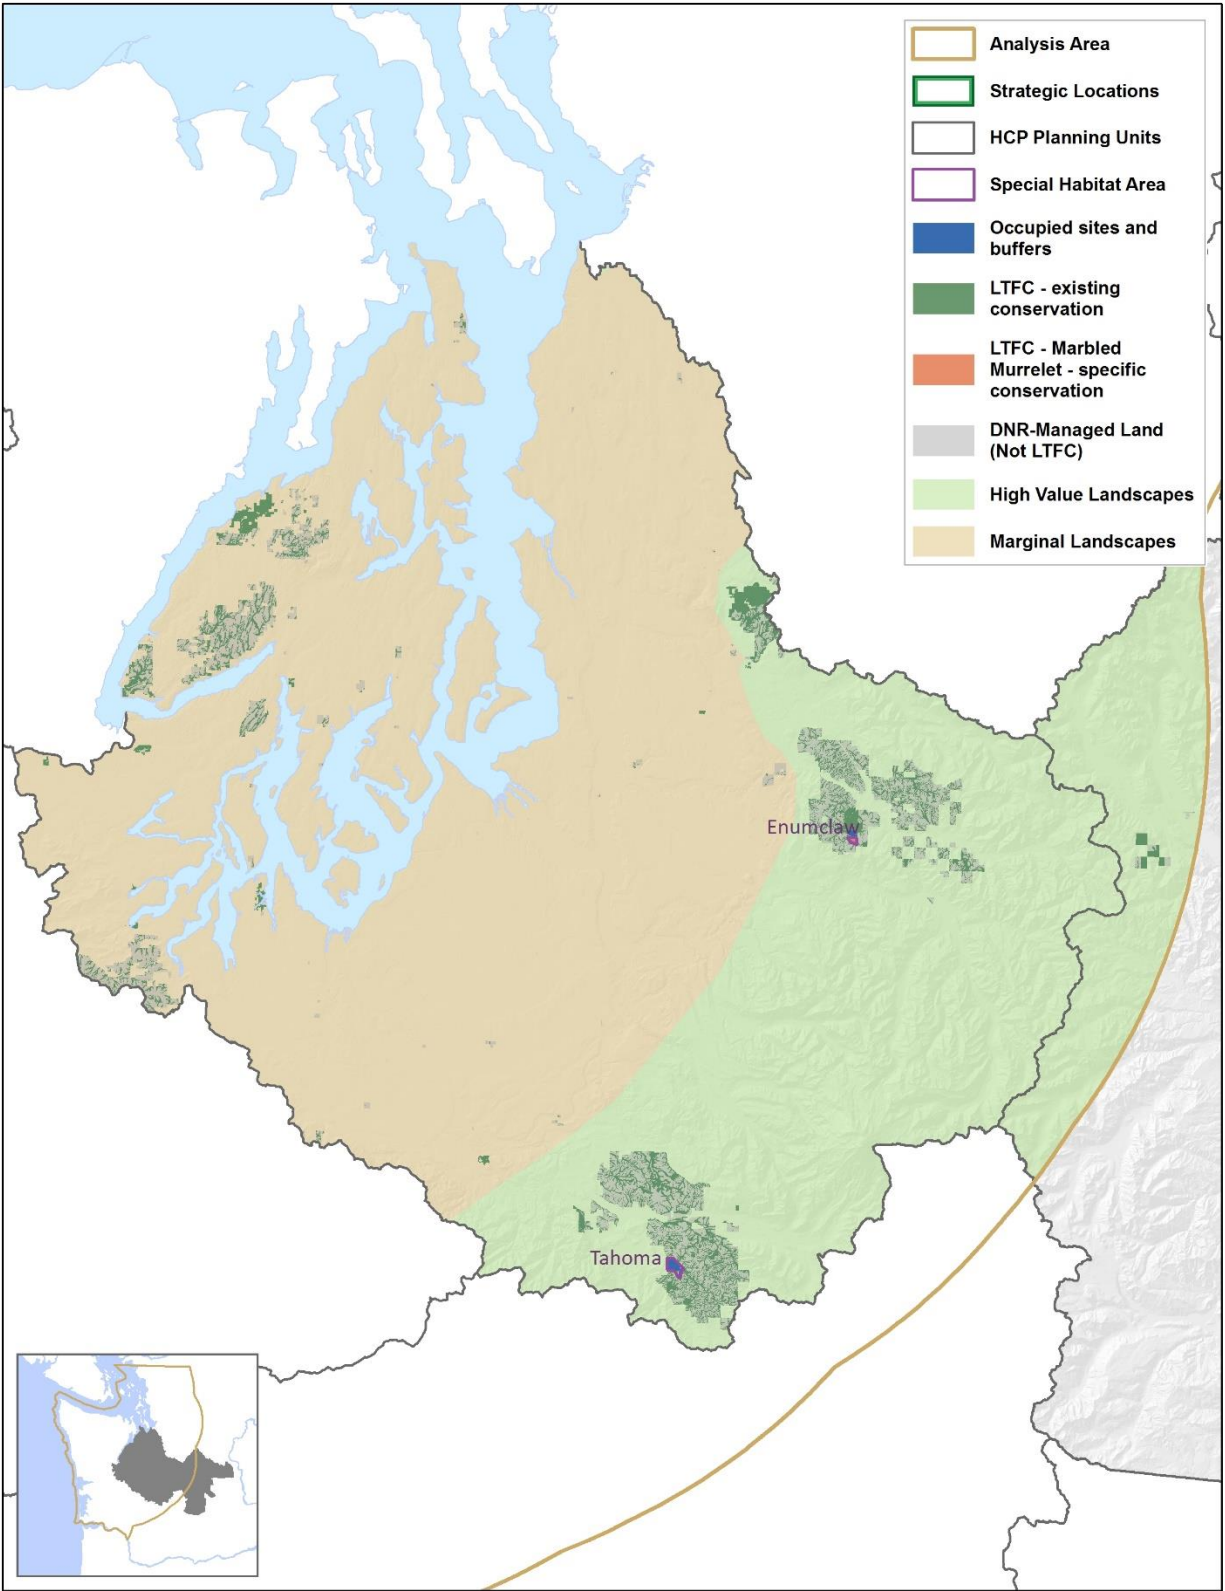 Analysis Area
Strategic Locations
HCP Planning Units
Special Habitat Area
Occupied sites and
buffers
LTFC - existing
conservation
LTFC - Marbled
Murrelet - specific
conservation
DNR-Managed Land
(Not LTFC)
High Value Landscapes
Marginal Landscapes
Enumclaw
Tahoma